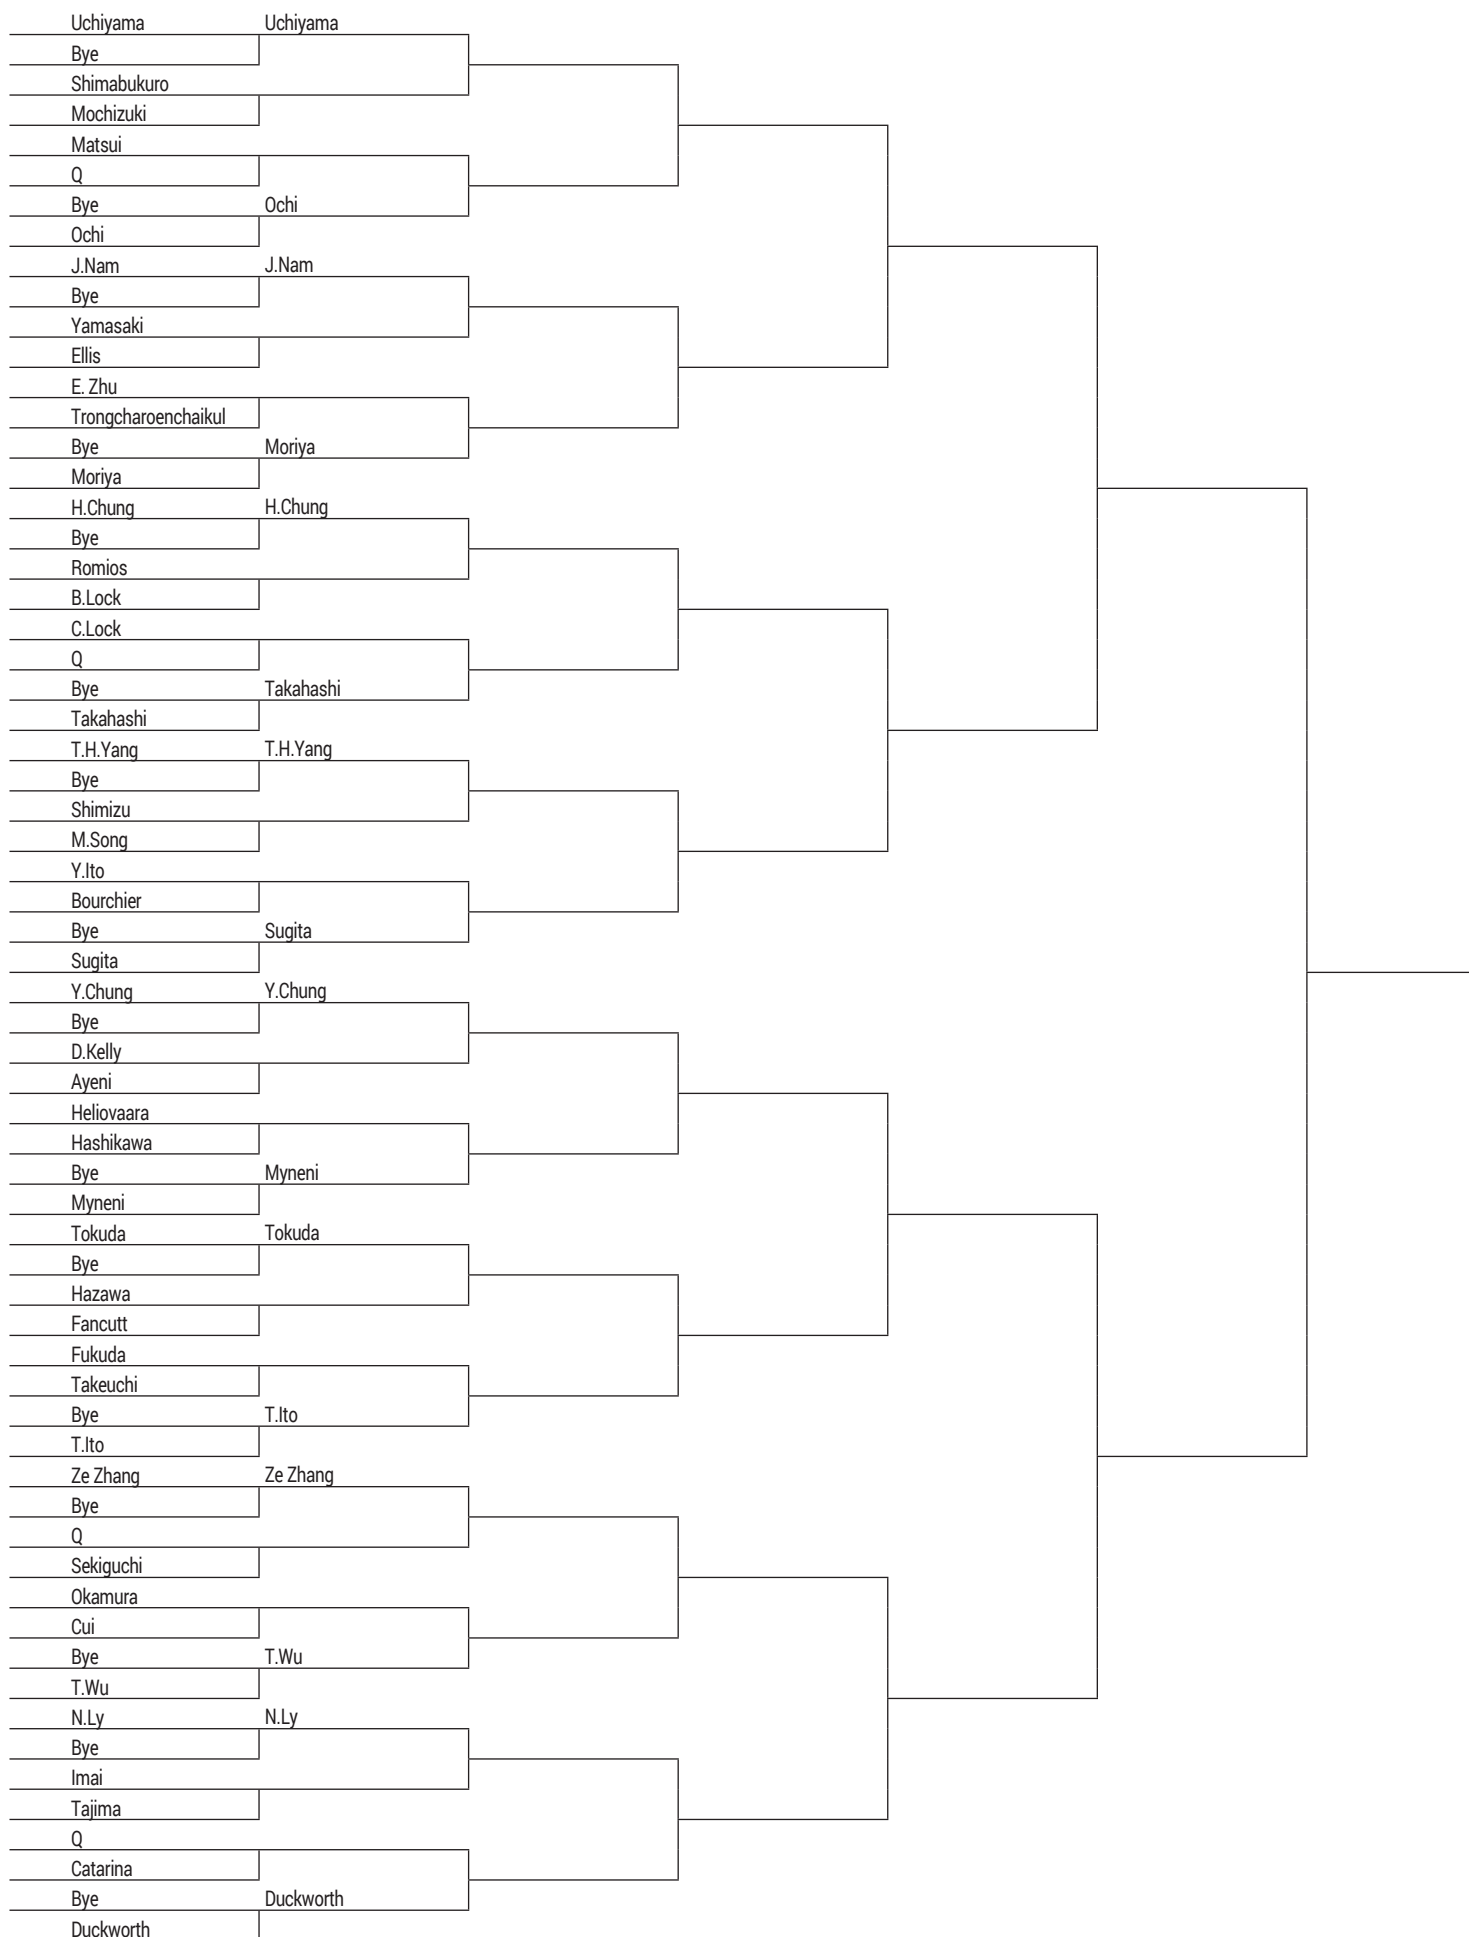 Uchiyama Uchiyama
Bye
Shimabukuro
Mochizuki
Matsui
Q
Bye Ochi
Ochi
J.Nam J.Nam
Bye
Yamasaki
Ellis
E. Zhu
Trongcharoenchaikul
Bye Moriya
Moriya
H.Chung H.Chung
Bye
Romios
B.Lock
C.Lock
Q
Bye Takahashi
Takahashi
T.H.Yang T.H.Yang
Bye
Shimizu
M.Song
Y.Ito
Bourchier
Bye Sugita
Sugita
Y.Chung Y.Chung
Bye
D.Kelly
Ayeni
Heliovaara
Hashikawa
Bye Myneni
Myneni
Tokuda Tokuda
Bye
Hazawa
Fancutt
Fukuda
Takeuchi
Bye T.Ito
T.Ito
Ze Zhang Ze Zhang
Bye
Q
Sekiguchi
Okamura
Cui
Bye T.Wu
T.Wu
N.Ly N.Ly
Bye
Imai
Tajima
Q
Catarina
Bye Duckworth
Duckworth